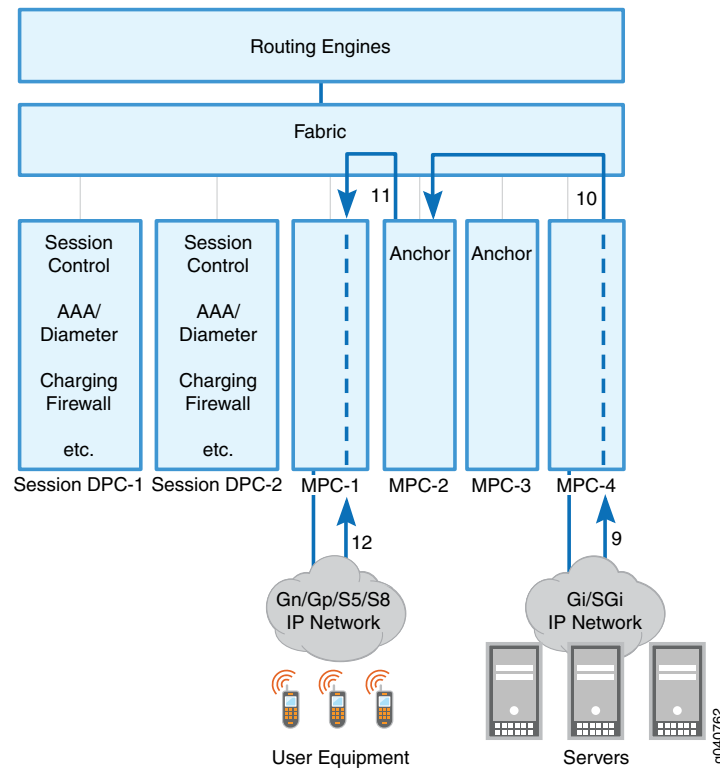 Routing Engines
Fabric
11
10
Session
Control
AAA/
Diameter
Charging
Firewall
etc.
Session
Control
AAA/
Diameter
Charging
Firewall
etc.
Anchor
Anchor
Session DPC-1
Session DPC-2
MPC-1
MPC-2
MPC-3
MPC-4
12
9
Gn/Gp/S5/S8
IP Network
Gi/SGi
IP Network
User Equipment
Servers
g040762